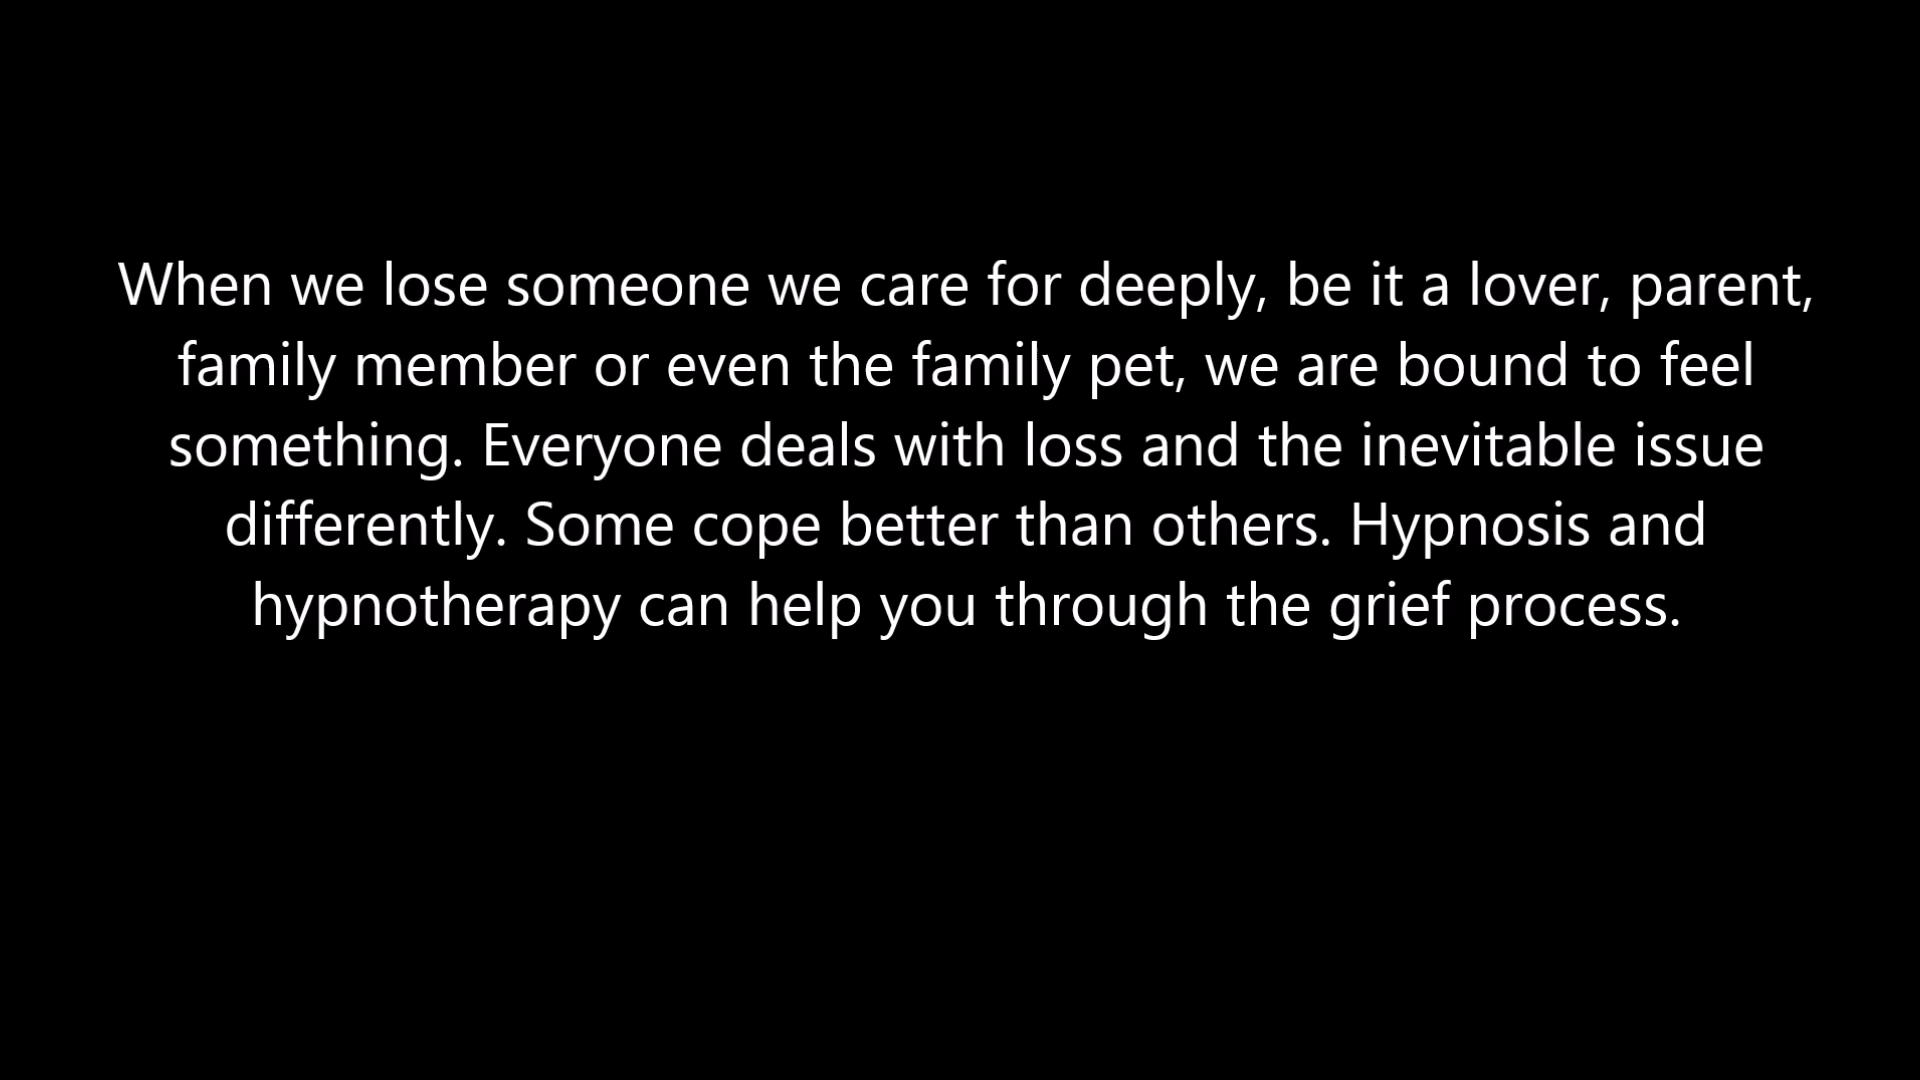 When we lose someone we care for deeply, be it a lover, parent,
family member or even the family pet, we are bound to feel
something. Everyone deals with loss and the inevitable issue
differently. Some cope better than others. Hypnosis and
hypnotherapy can help you through the grief process.